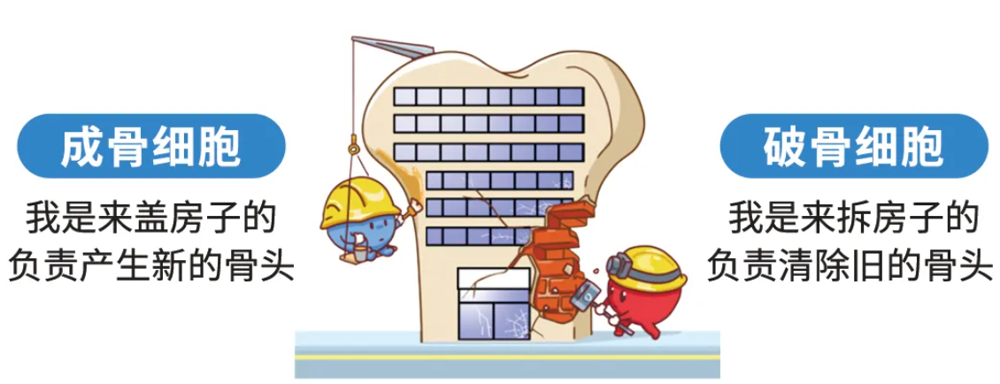 成骨细胞
我是来盖房子的
负责产生新的骨头
破骨细胞
我是来拆房子的
负责清除旧的骨头